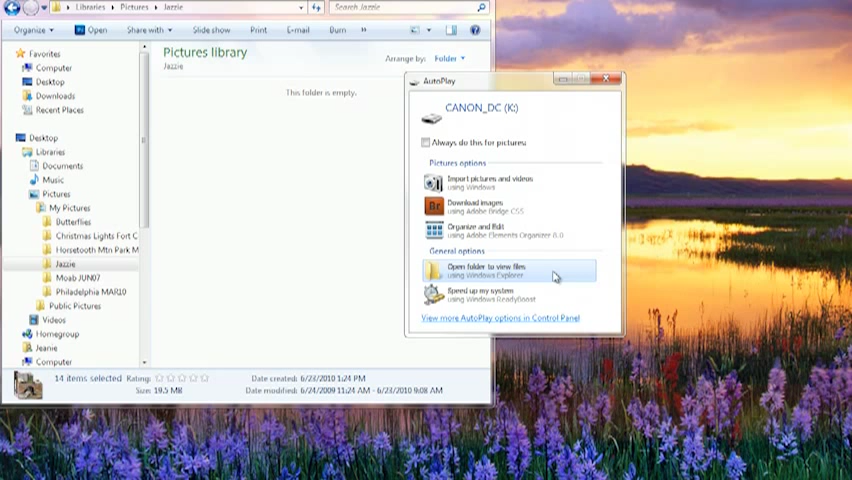 Libraries ▸ Pictures ▸ Jazzie
Search Jazzie
Organize
Open
Share with
Slide show
Print
E-mail
Burn
»
Favorites
Computer
Desktop
Downloads
Recent Places
Desktop
Libraries
Documents
Music
Pictures
My Pictures
Butterflies
Christmas Lights Fort C
Horsetooth Mtn Park M
Jazzie
Moab JUN07
Philadelphia MAR10
Public Pictures
Videos
Homegroup
Jeanie
Computer
Pictures library
Jazzie
Arrange by: Folder
This folder is empty.
AutoPlay
CANON_DC (K:)
Always do this for pictures:
Pictures options
Import pictures and videos
using Windows
Br
Download images
using Adobe Bridge CS5
Organize and Edit
using Adobe Elements Organizer 8.0
General options
Open folder to view files
using Windows Explorer
Speed up my system
using Windows ReadyBoost
View more AutoPlay options in Control Panel
14 items selected
Rating:
Size: 19.5 MB
Date created: 6/23/2010 1:24 PM
Date modified: 6/24/2009 11:24 AM - 6/23/2010 9:08 AM